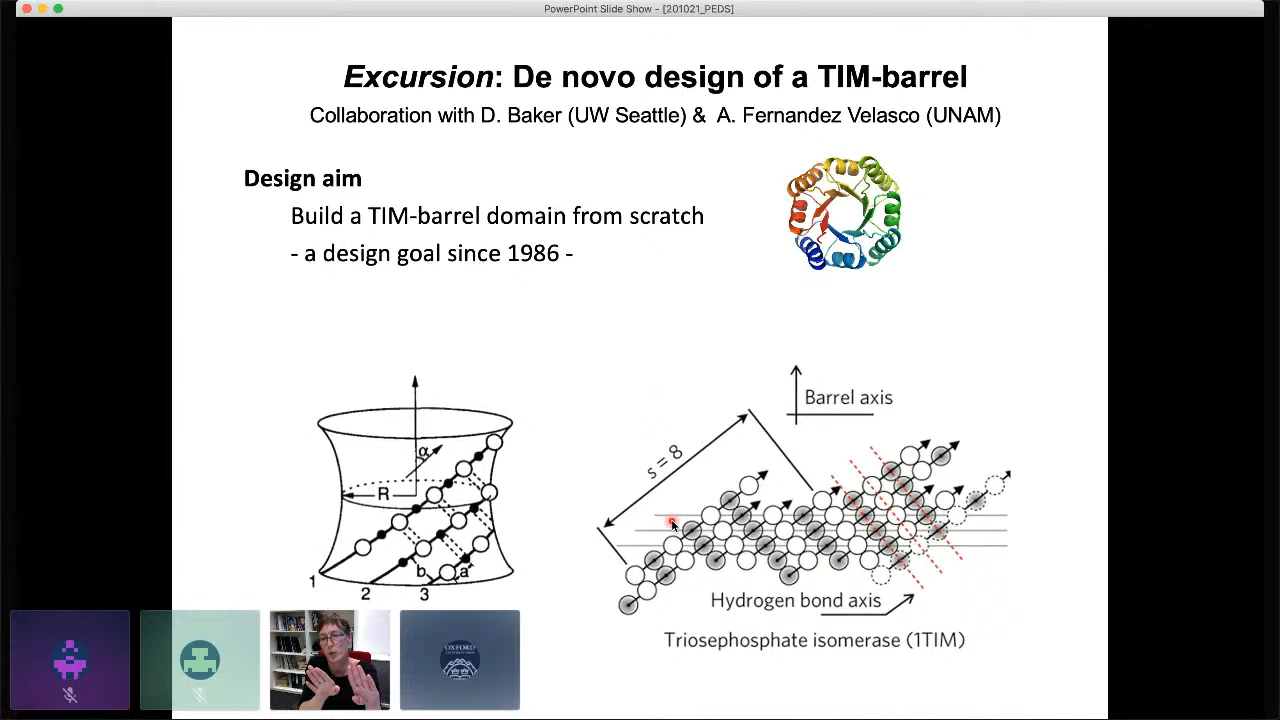 PowerPoint Slide Show - [201021_PEDS]
Excursion: De novo design of a TIM-barrel
Collaboration with D. Baker (UW Seattle) & A. Fernandez Velasco (UNAM)
Design aim
Build a TIM-barrel domain from scratch
- a design goal since 1986 -
α
R
b
a
1
2
3
Barrel axis
s = 8
Hydrogen bond axis
Triosephosphate isomerase (1TIM)
OXFORD